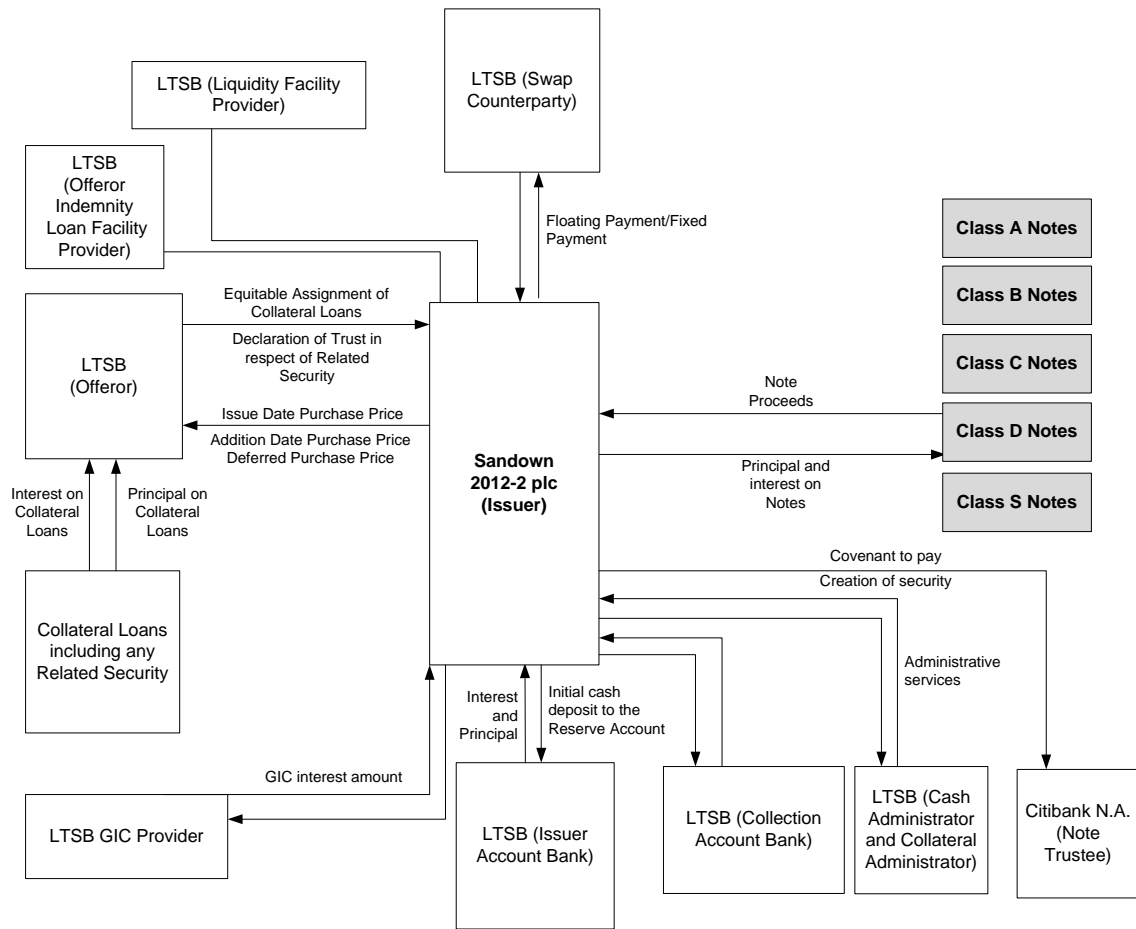 LTSB (Liquidity Facility
Provider)
LTSB (Swap
Counterparty)
LTSB
(Offeror
Indemnity
Loan Facility
Provider)
Floating Payment/Fixed
Payment
Class A Notes
Class B Notes
Class C Notes
Class D Notes
Class S Notes
LTSB
(Offeror)
Equitable Assignment of
Collateral Loans
Declaration of Trust in
respect of Related
Security
Issue Date Purchase Price
Addition Date Purchase Price
Deferred Purchase Price
Sandown
2012-2 plc
(Issuer)
Note
Proceeds
Principal and
interest on
Notes
Interest on
Collateral
Loans
Principal on
Collateral
Loans
Collateral Loans
including any
Related Security
Covenant to pay
Creation of security
Administrative
services
Interest
and
Principal
Initial cash
deposit to the
Reserve Account
GIC interest amount
LTSB GIC Provider
LTSB (Issuer
Account Bank)
LTSB (Collection
Account Bank)
LTSB (Cash
Administrator
and Collateral
Administrator)
Citibank N.A.
(Note
Trustee)